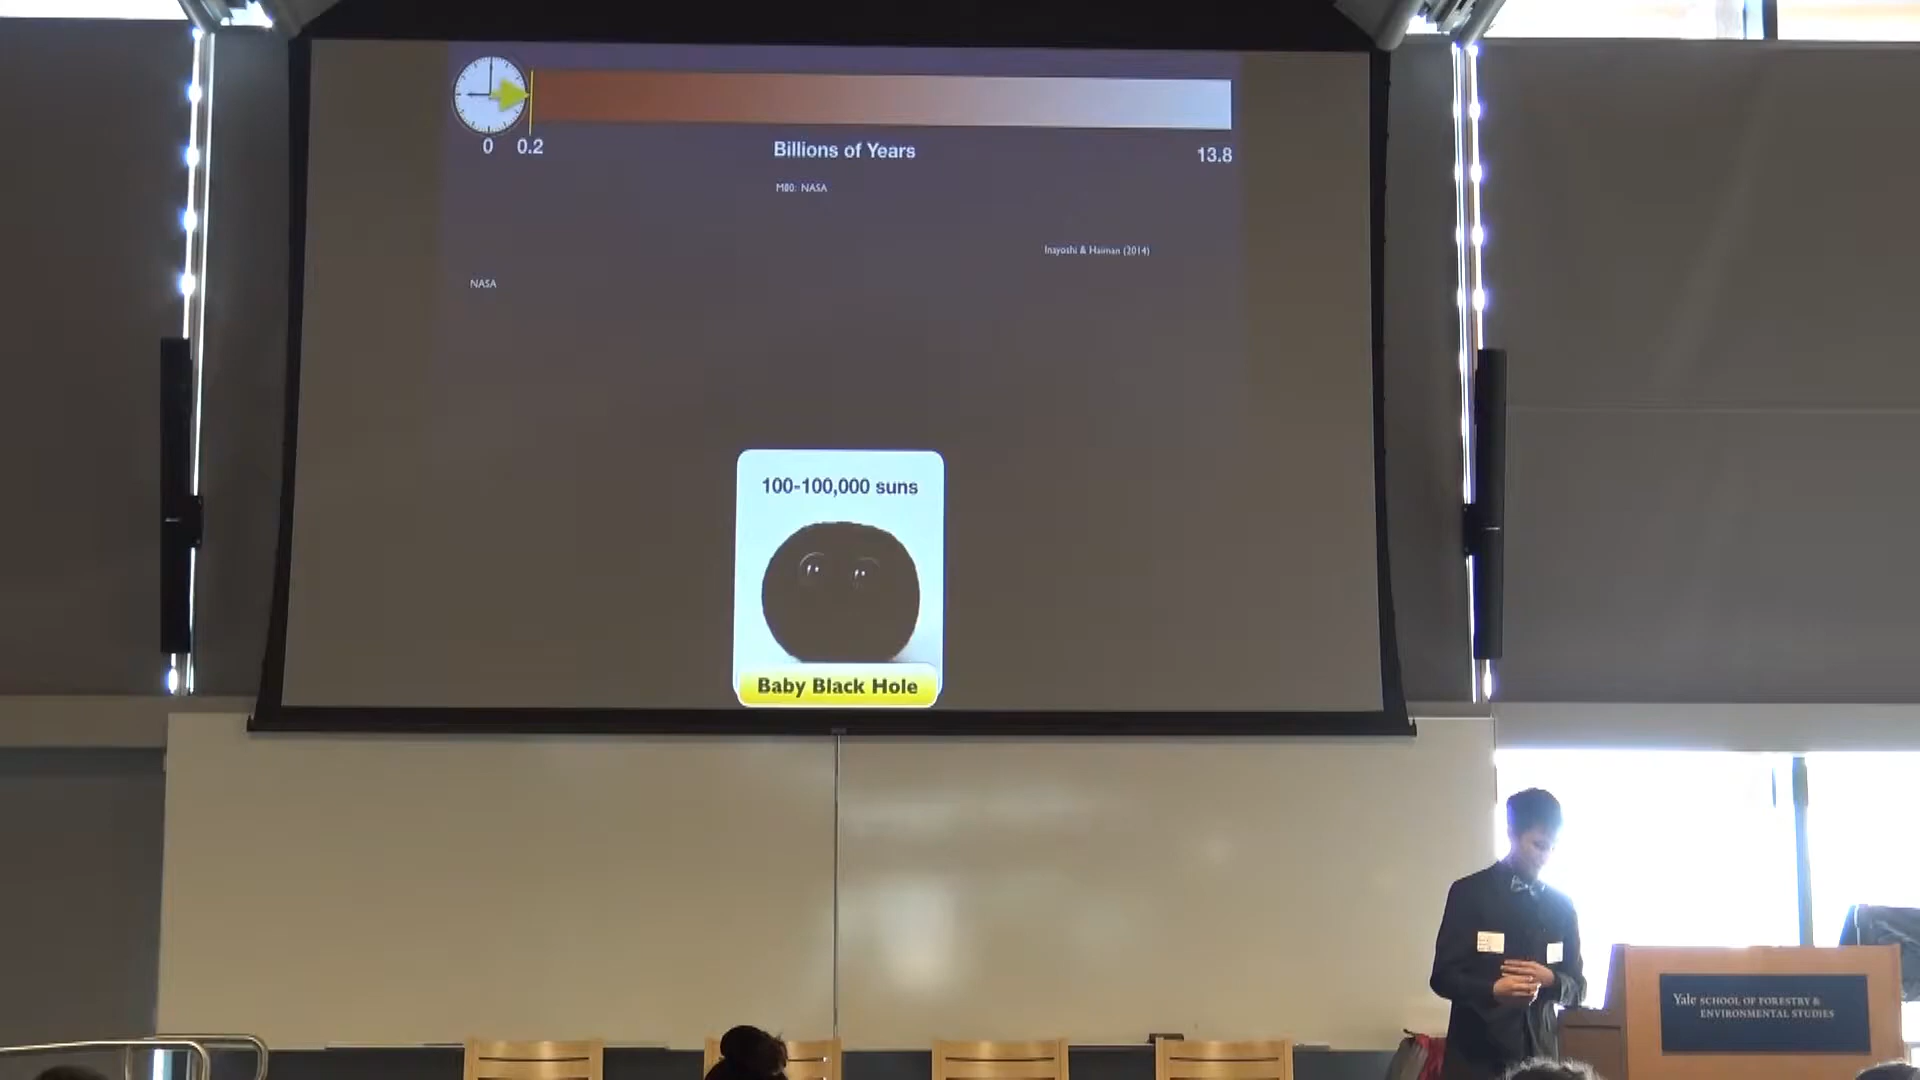 0 0.2 Billions of Years 13.8
M80: NASA
Inayoshi & Haiman (2014)
NASA
100-100,000 suns
Baby Black Hole
Yale SCHOOL OF FORESTRY &
ENVIRONMENTAL STUDIES